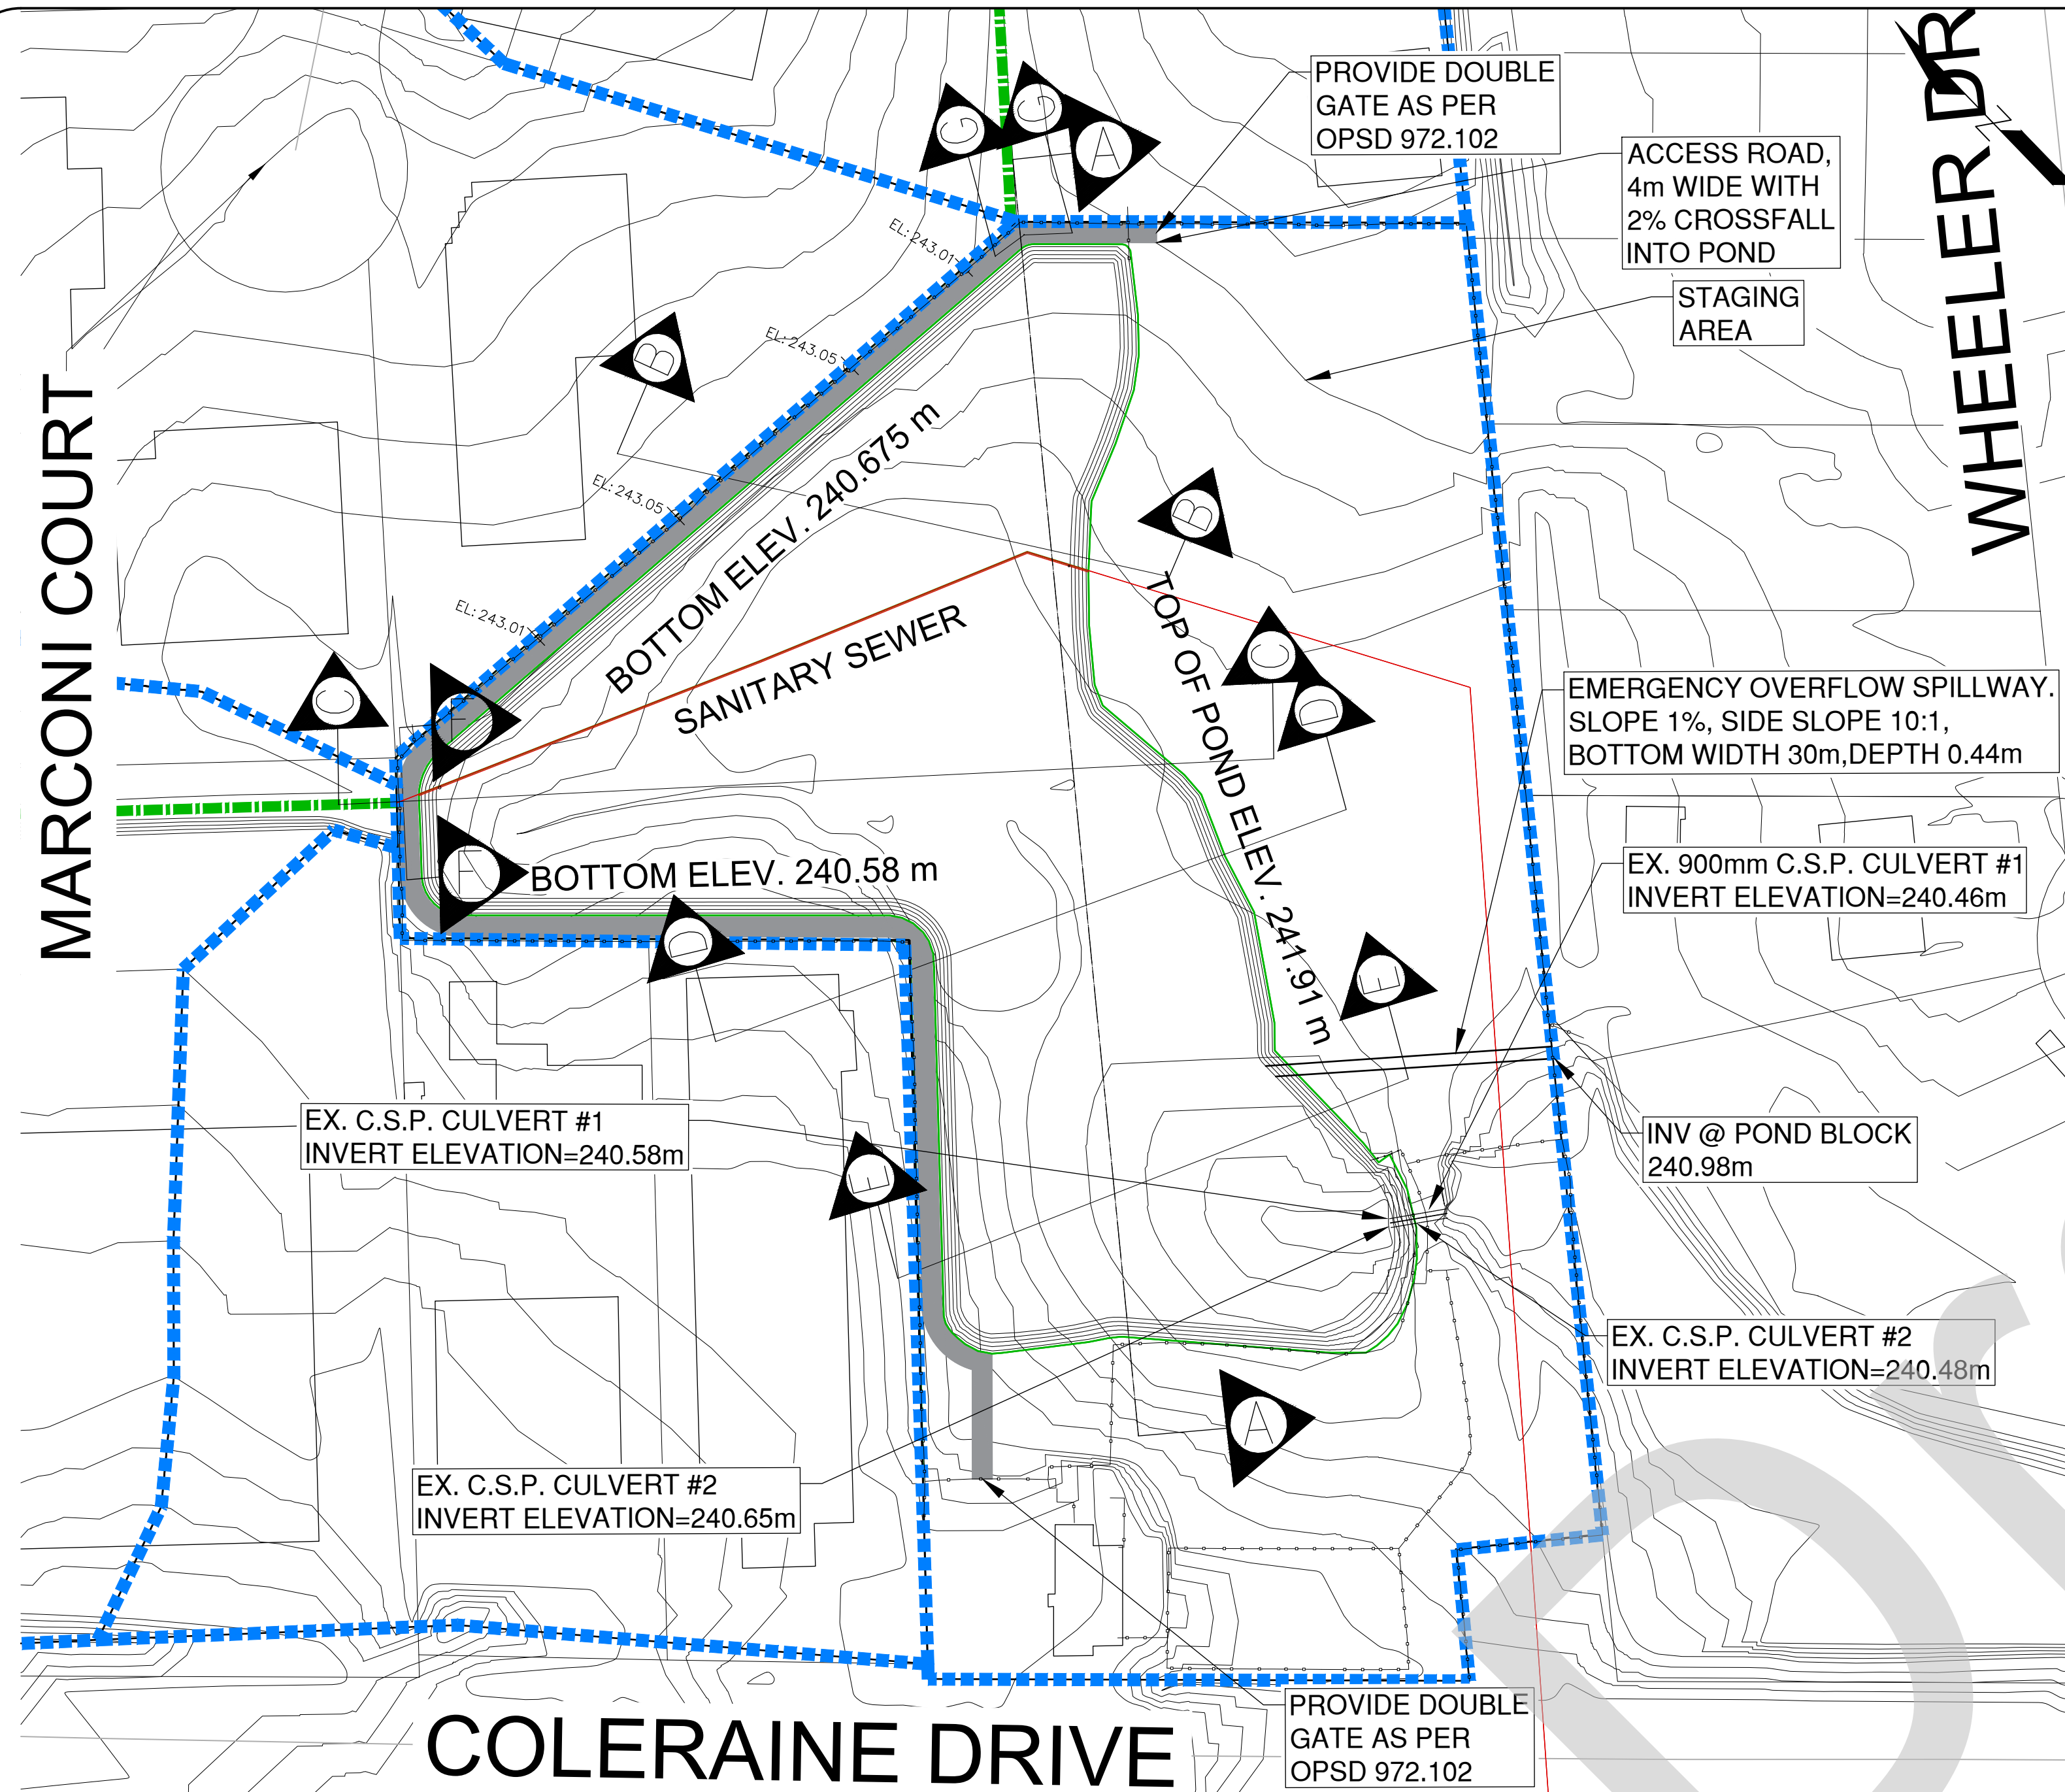 PROVIDE DOUBLE
GATE AS PER
OPSD 972.102
ACCESS ROAD,
4m WIDE WITH
2% CROSSFALL
INTO POND
STAGING
AREA
WHEELER DR
G
G
A
EL: 243.01
EL: 243.05
B
EL: 243.05
EL: 243.01
BOTTOM ELEV. 240.675 m
SANITARY SEWER
B
TOP OF POND ELEV. 241.91 m
C
D
MARCONI COURT
C
F
F
BOTTOM ELEV. 240.58 m
D
E
EMERGENCY OVERFLOW SPILLWAY.
SLOPE 1%, SIDE SLOPE 10:1,
BOTTOM WIDTH 30m,DEPTH 0.44m
EX. 900mm C.S.P. CULVERT #1
INVERT ELEVATION=240.46m
EX. C.S.P. CULVERT #1
INVERT ELEVATION=240.58m
E
INV @ POND BLOCK
240.98m
EX. C.S.P. CULVERT #2
INVERT ELEVATION=240.48m
A
EX. C.S.P. CULVERT #2
INVERT ELEVATION=240.65m
PROVIDE DOUBLE
GATE AS PER
OPSD 972.102
COLERAINE DRIVE